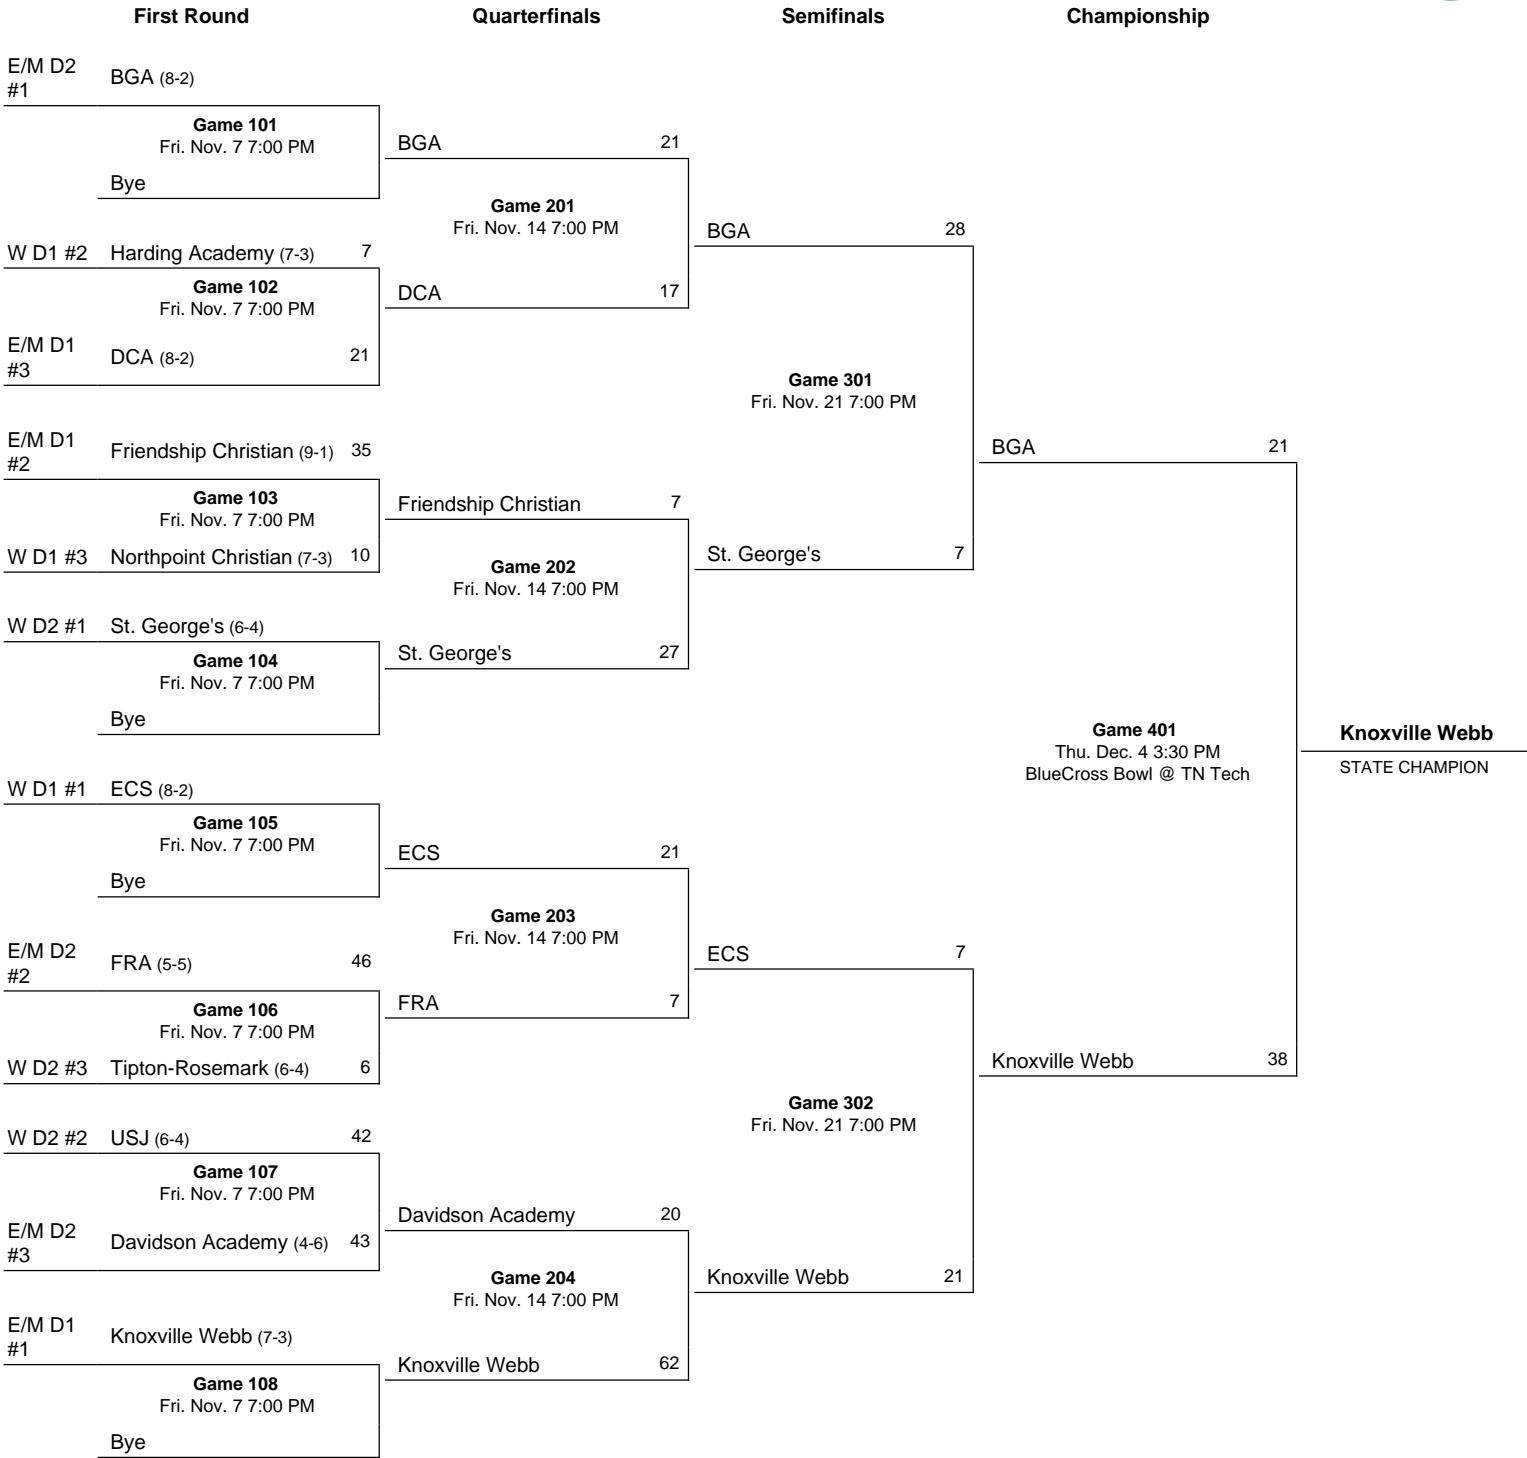 First Round
Quarterfinals
Semifinals
Championship
E/M D2
#1
BGA (8-2)
Game 101
Fri. Nov. 7 7:00 PM
Bye
W D1 #2 Harding Academy (7-3) 7
Game 102
Fri. Nov. 7 7:00 PM
E/M D1
#3
DCA (8-2) 21
E/M D1
#2
Friendship Christian (9-1) 35
Game 103
Fri. Nov. 7 7:00 PM
W D1 #3 Northpoint Christian (7-3) 10
W D2 #1 St. George's (6-4)
Game 104
Fri. Nov. 7 7:00 PM
Bye
W D1 #1 ECS (8-2)
Game 105
Fri. Nov. 7 7:00 PM
Bye
E/M D2
#2
FRA (5-5) 46
Game 106
Fri. Nov. 7 7:00 PM
W D2 #3 Tipton-Rosemark (6-4) 6
W D2 #2 USJ (6-4) 42
Game 107
Fri. Nov. 7 7:00 PM
E/M D2
#3
Davidson Academy (4-6) 43
E/M D1
#1
Knoxville Webb (7-3)
Game 108
Fri. Nov. 7 7:00 PM
Bye
BGA 21
Game 201
Fri. Nov. 14 7:00 PM
DCA 17
Friendship Christian 7
Game 202
Fri. Nov. 14 7:00 PM
St. George's 27
ECS 21
Game 203
Fri. Nov. 14 7:00 PM
FRA 7
Davidson Academy 20
Game 204
Fri. Nov. 14 7:00 PM
Knoxville Webb 62
BGA 28
Game 301
Fri. Nov. 21 7:00 PM
St. George's 7
ECS 7
Game 302
Fri. Nov. 21 7:00 PM
Knoxville Webb 21
BGA 21
Game 401
Thu. Dec. 4 3:30 PM
BlueCross Bowl @ TN Tech
Knoxville Webb 38
Knoxville Webb
STATE CHAMPION